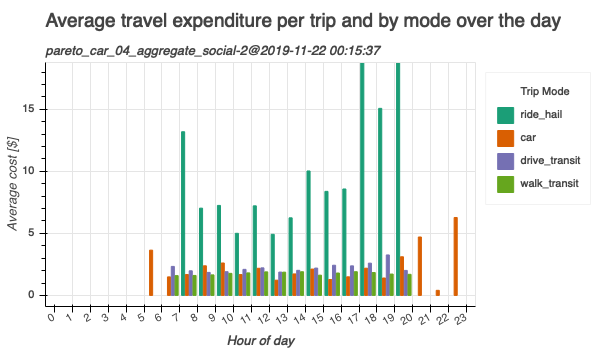 Average travel expenditure per trip and by mode over the day
pareto_car_04_aggregate_social-2@2019-11-22 00:15:37
Trip Mode
ride_hail
car
drive_transit
walk_transit
Average cost [$]
15
10
5
0
0 1 2 3 4 5 6 7 8 9 10 11 12 13 14 15 16 17 18 19 20 21 22 23
Hour of day